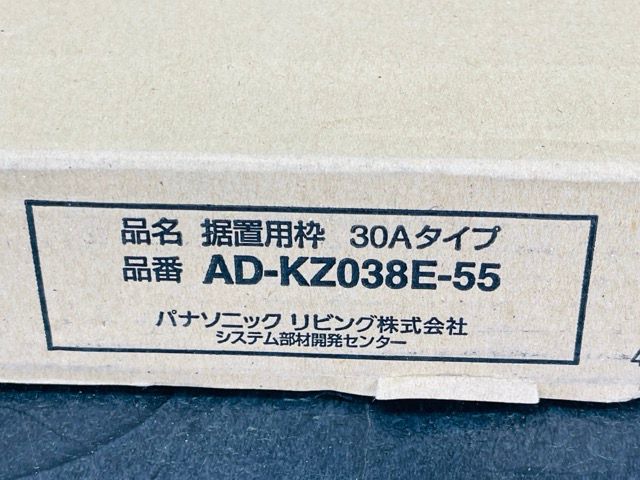 品名 据置用枠 30Aタイプ
品番 AD-KZ038E-55
パナソニック リビング株式会社
システム部材開発センター